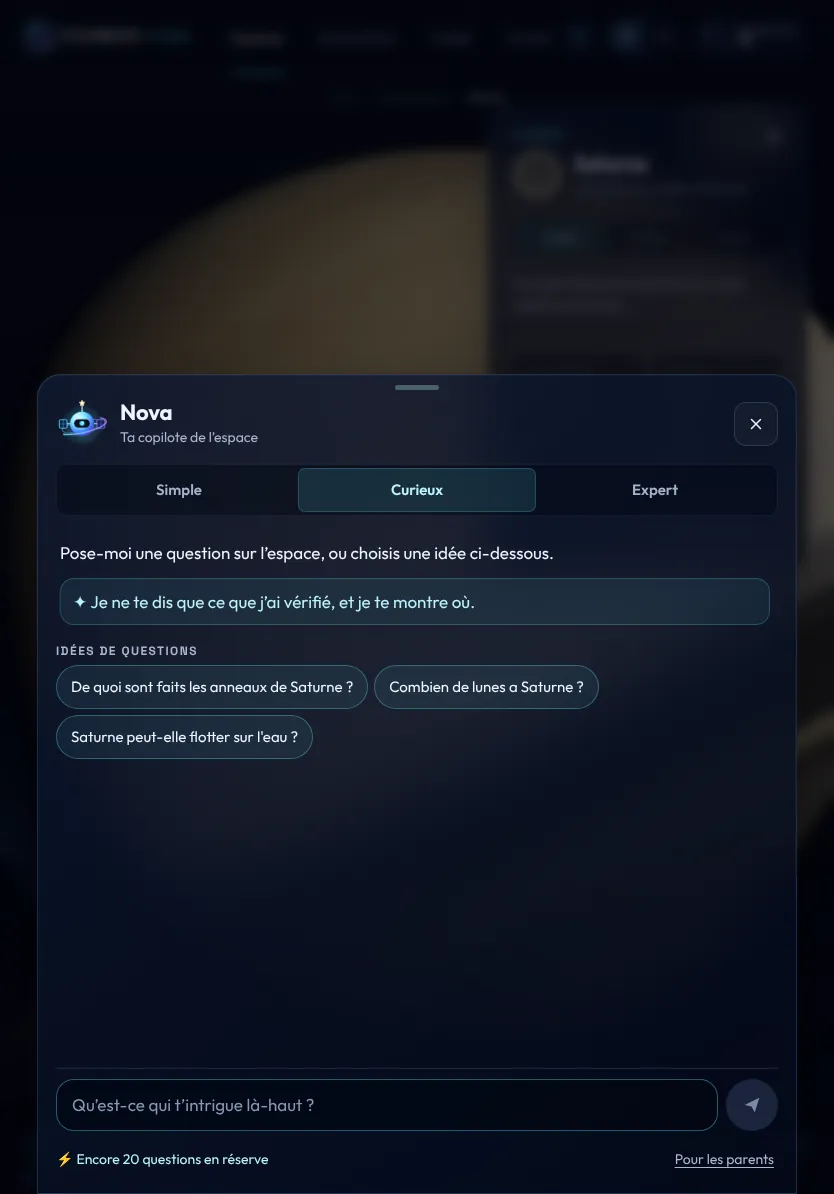 Nova
Ta copilote de l'espace
Simple
Curieux
Expert
Pose-moi une question sur l’espace, ou choisis une idée ci-dessous.
✦ Je ne te dis que ce que j’ai vérifié, et je te montre où.
IDÉES DE QUESTIONS
De quoi sont faits les anneaux de Saturne ?
Combien de lunes a Saturne ?
Saturne peut-elle flotter sur l'eau ?
Qu’est-ce qui t’intrigue là-haut ?
⚡ Encore 20 questions en réserve
Pour les parents